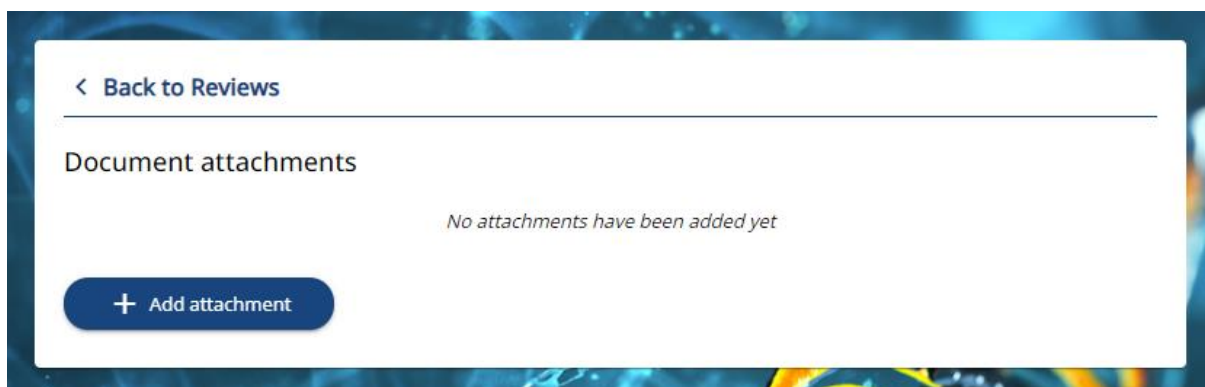 Back to Reviews
Document attachments
No attachments have been added yet
+ Add attachment